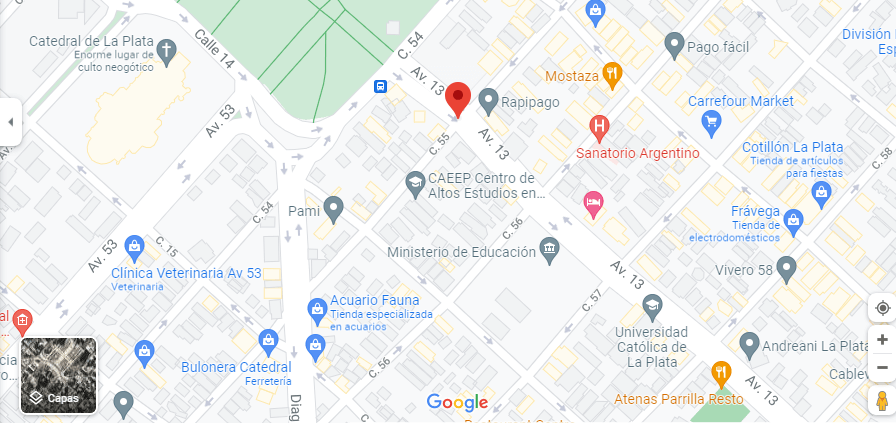 División I
Esp
Catedral de La Plata
Enorme lugar de
culto neogótico
Calle 14
C. 54
Pago fácil
Av. 13
Mostaza
Rapipago
Carrefour Market
Av. 53
C. 55
Av. 13
H
Sanatorio Argentino
Cotillón La Plata
Tienda de artículos
para fiestas
C. 58
CAEEP Centro de
Altos Estudios en...
C. 54
Pami
C. 56
Frávega
Tienda de
electrodomésticos
C. 15
Av. 53
Ministerio de Educación
Av. 13
Vivero 58
Clínica Veterinaria Av 53
Veterinaria
Acuario Fauna
Tienda especializada
en acuarios
C. 57
al
Universidad
Católica de
La Plata
Andreani La Plata
cia
o...
Bulonera Catedral
Ferretería
C. 56
Cablev
Av. 13
Capas
Diag
Google
Atenas Parrilla Resto